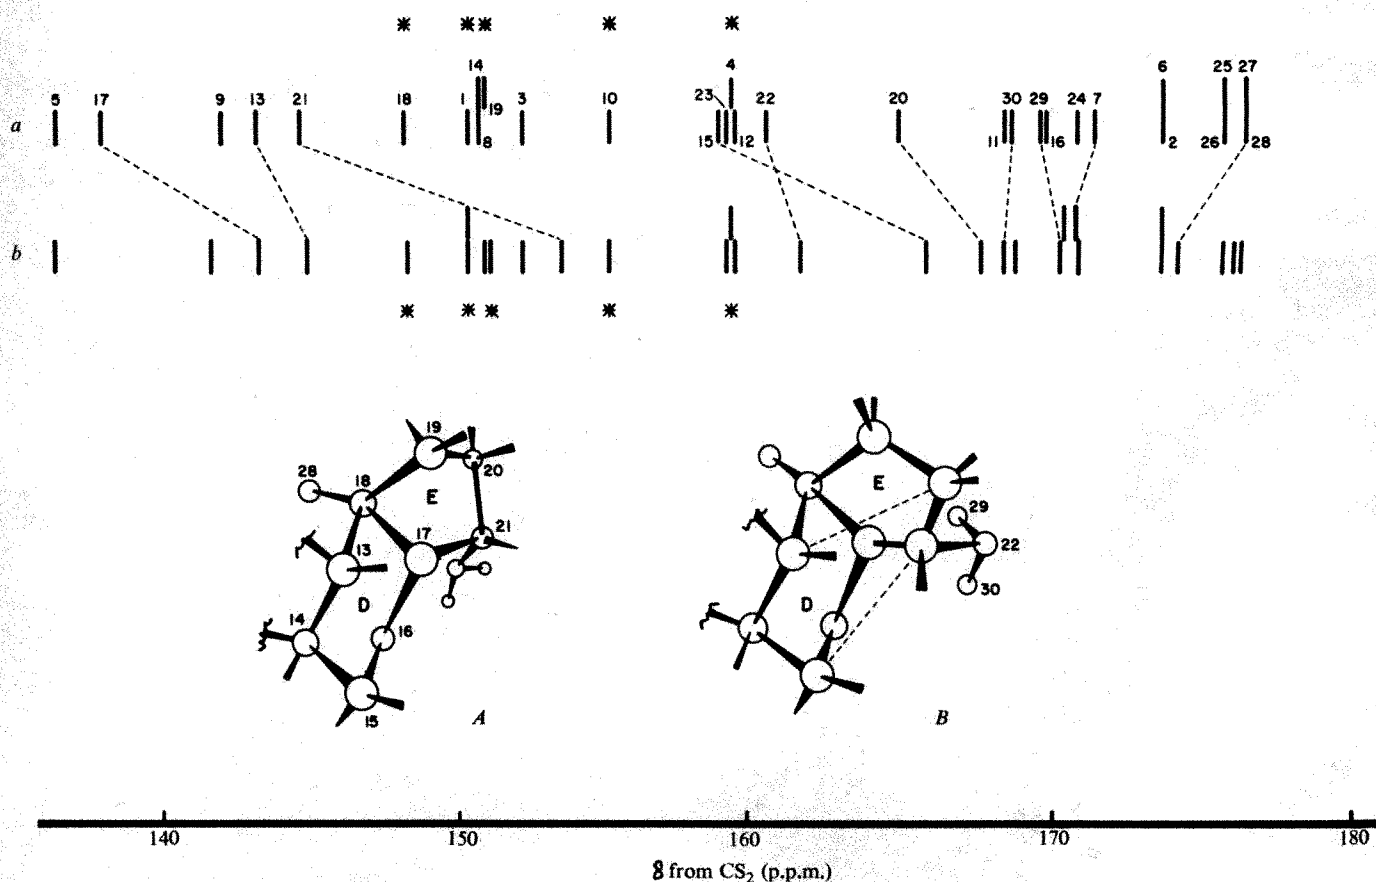 * * * * *
14 4 6 25 27
5 17 9 13 21 18 1 3 10 23 22 20 30 29 24 7
19
a
8 15 12 11 16 2 26 28
b
* * * * *
19
28 20
18 E
17 21
13
D
14 16
15
A
E
29
22
D
30
B
140 150 160 170 180
δ from CS₂ (p.p.m.)